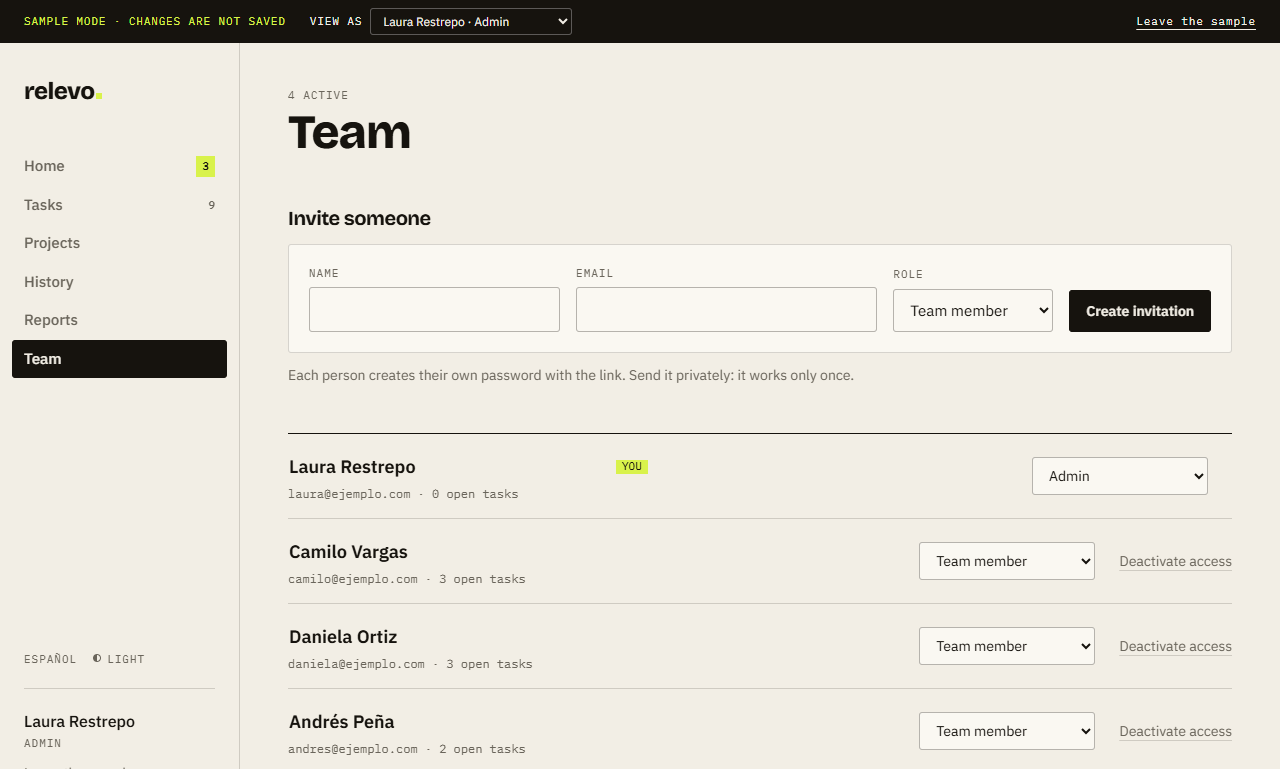 SAMPLE MODE · CHANGES ARE NOT SAVED VIEW AS Laura Restrepo · Admin Leave the sample
relevo.
Home 3
Tasks 9
Projects
History
Reports
Team
ESPAÑOL LIGHT
Laura Restrepo
ADMIN
4 ACTIVE
Team
Invite someone
NAME EMAIL ROLE
Team member Create invitation
Each person creates their own password with the link. Send it privately: it works only once.
Laura Restrepo YOU Admin
laura@ejemplo.com · 0 open tasks
Camilo Vargas Team member Deactivate access
camilo@ejemplo.com · 3 open tasks
Daniela Ortiz Team member Deactivate access
daniela@ejemplo.com · 3 open tasks
Andrés Peña Team member Deactivate access
andres@ejemplo.com · 2 open tasks